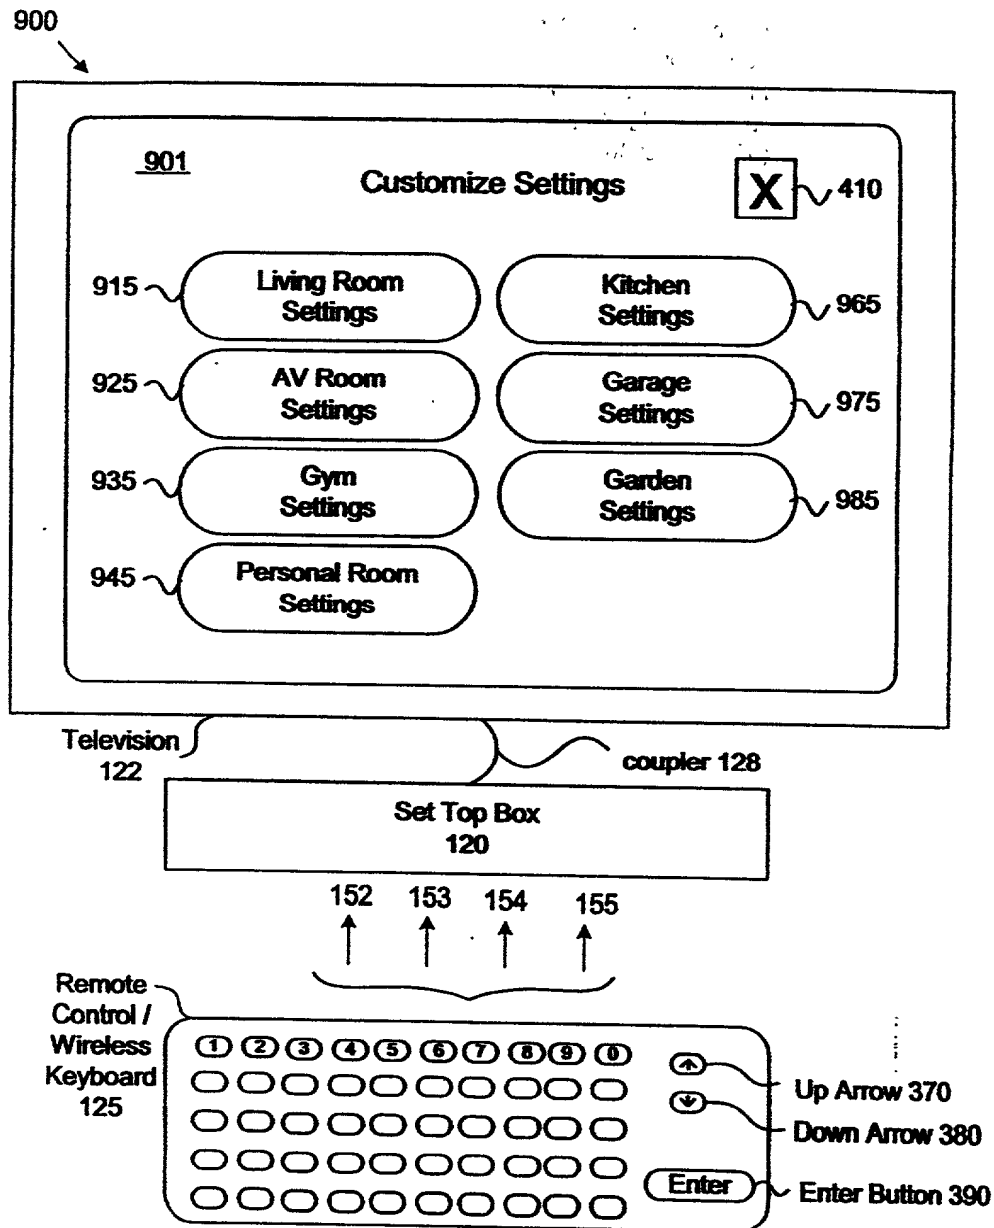 900
901
Customize Settings
X
410
915
Living Room
Settings
Kitchen
Settings
965
925
AV Room
Settings
Garage
Settings
975
935
Gym
Settings
Garden
Settings
985
945
Personal Room
Settings
Television
122
coupler 128
Set Top Box
120
152 153 154 155
Remote
Control /
Wireless
Keyboard
125
1 2 3 4 5 6 7 8 9 0
Up Arrow 370
Down Arrow 380
Enter
Enter Button 390